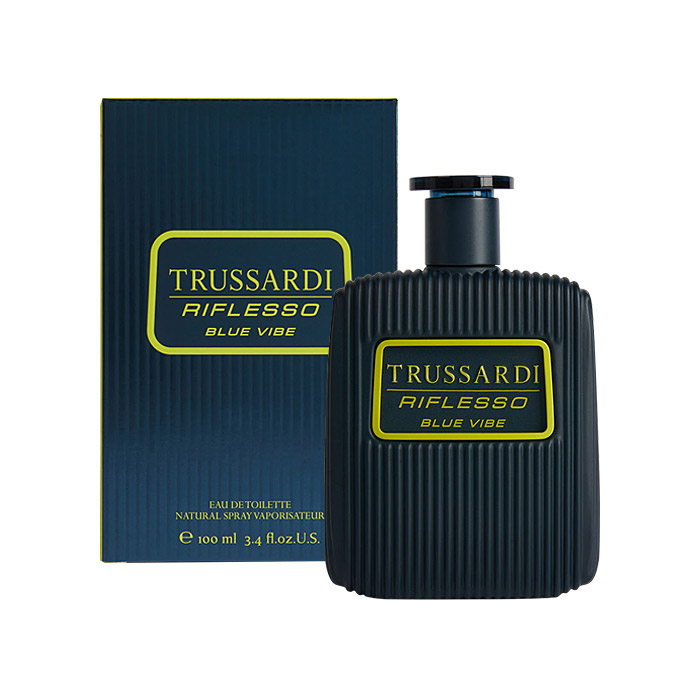 TRUSSARDI
RIFLESSO
BLUE VIBE
EAU DE TOILETTE
NATURAL SPRAY VAPORISATEUR
e 100 ml 3.4 fl.oz.U.S.
TRUSSARDI
RIFLESSO
BLUE VIBE